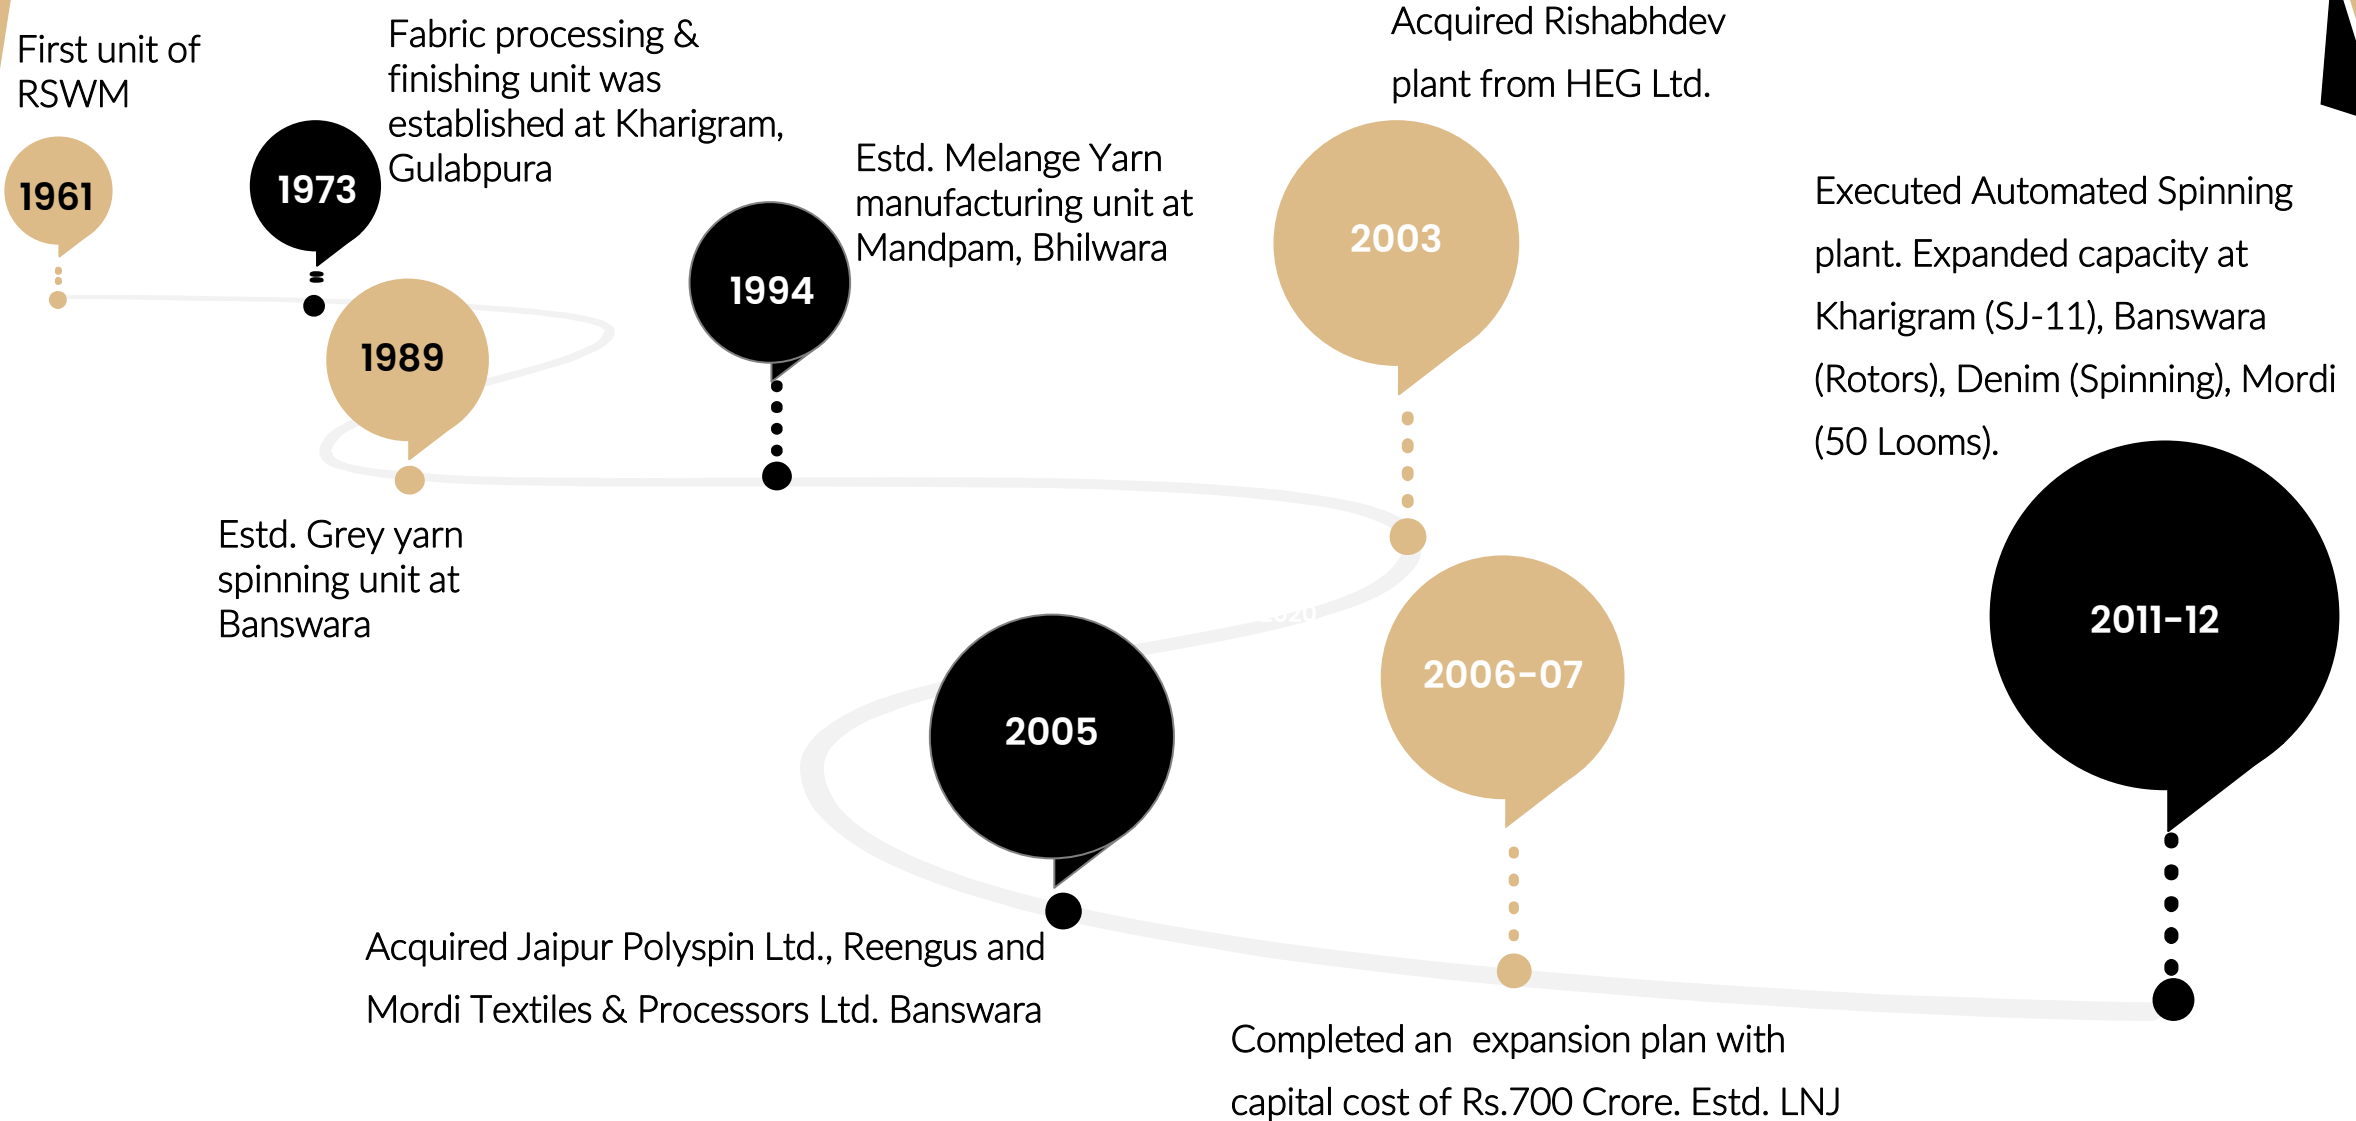 First unit of
RSWM
1961
Fabric processing &
finishing unit was
established at Kharigram,
Gulabpura
1973
1989
Estd. Grey yarn
spinning unit at
Banswara
Estd. Melange Yarn
manufacturing unit at
Mandpam, Bhilwara
1994
Acquired Rishabhdev
plant from HEG Ltd.
2003
2020
2005
Acquired Jaipur Polyspin Ltd., Reengus and
Mordi Textiles & Processors Ltd. Banswara
2006-07
Completed an  expansion plan with
capital cost of Rs.700 Crore. Estd. LNJ
Executed Automated Spinning
plant. Expanded capacity at
Kharigram (SJ-11), Banswara
(Rotors), Denim (Spinning), Mordi
(50 Looms).
2011-12